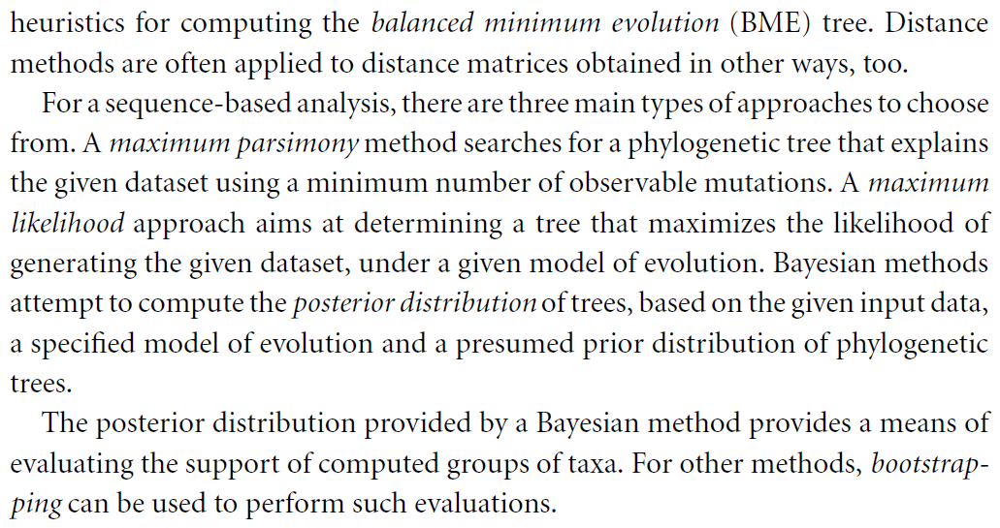 heuristics for computing the balanced minimum evolution (BME) tree. Distance
methods are often applied to distance matrices obtained in other ways, too.
For a sequence-based analysis, there are three main types of approaches to choose
from. A maximum parsimony method searches for a phylogenetic tree that explains
the given dataset using a minimum number of observable mutations. A maximum
likelihood approach aims at determining a tree that maximizes the likelihood of
generating the given dataset, under a given model of evolution. Bayesian methods
attempt to compute the posterior distribution of trees, based on the given input data,
a specified model of evolution and a presumed prior distribution of phylogenetic
trees.
The posterior distribution provided by a Bayesian method provides a means of
evaluating the support of computed groups of taxa. For other methods, bootstrap-
ping can be used to perform such evaluations.